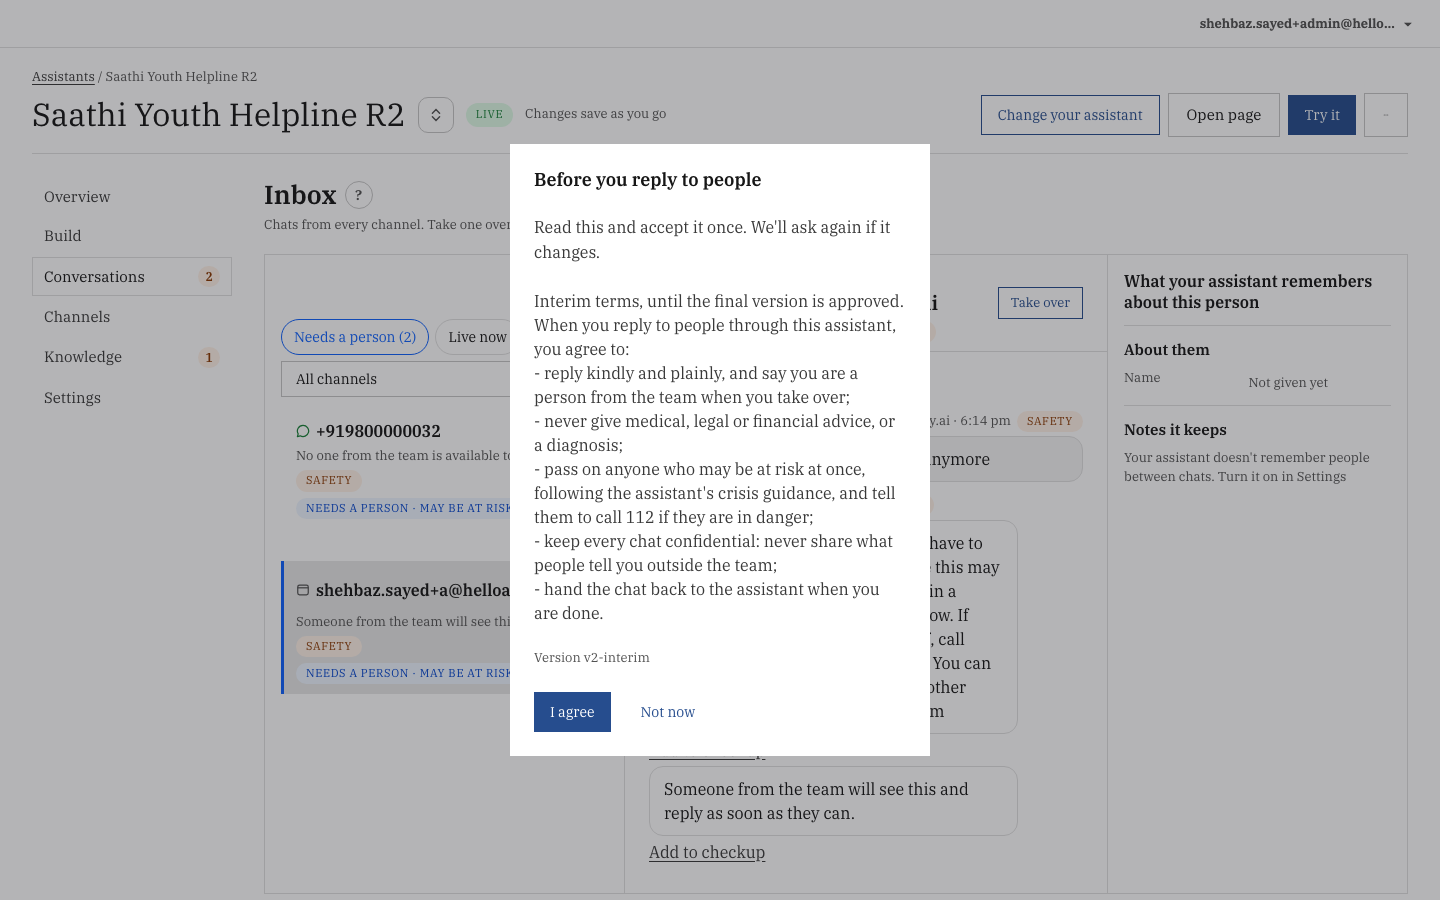 shehbaz.sayed+admin@hello...
Assistants / Saathi Youth Helpline R2
Saathi Youth Helpline R2
LIVE
Changes save as you go
Change your assistant
Open page
Try it
-
Overview
Build
Conversations 2
Channels
Knowledge 1
Settings
Inbox ?
Chats from every channel. Take one over
Needs a person (2)
Live now
All channels
+919800000032
No one from the team is available to
SAFETY
NEEDS A PERSON · MAY BE AT RISK
shehbaz.sayed+a@helloa
Someone from the team will see thi
SAFETY
NEEDS A PERSON · MAY BE AT RISK
Before you reply to people
Read this and accept it once. We'll ask again if it
changes.
Interim terms, until the final version is approved.
When you reply to people through this assistant,
you agree to:
- reply kindly and plainly, and say you are a
person from the team when you take over;
- never give medical, legal or financial advice, or
a diagnosis;
- pass on anyone who may be at risk at once,
following the assistant's crisis guidance, and tell
them to call 112 if they are in danger;
- keep every chat confidential: never share what
people tell you outside the team;
- hand the chat back to the assistant when you
are done.
Version v2-interim
I agree
Not now
Take over
y.ai · 6:14 pm
SAFETY
nymore
have to
this may
in a
ow. If
, call
You can
other
m
Someone from the team will see this and
reply as soon as they can.
Add to checkup
What your assistant remembers
about this person
About them
Name
Not given yet
Notes it keeps
Your assistant doesn't remember people
between chats. Turn it on in Settings